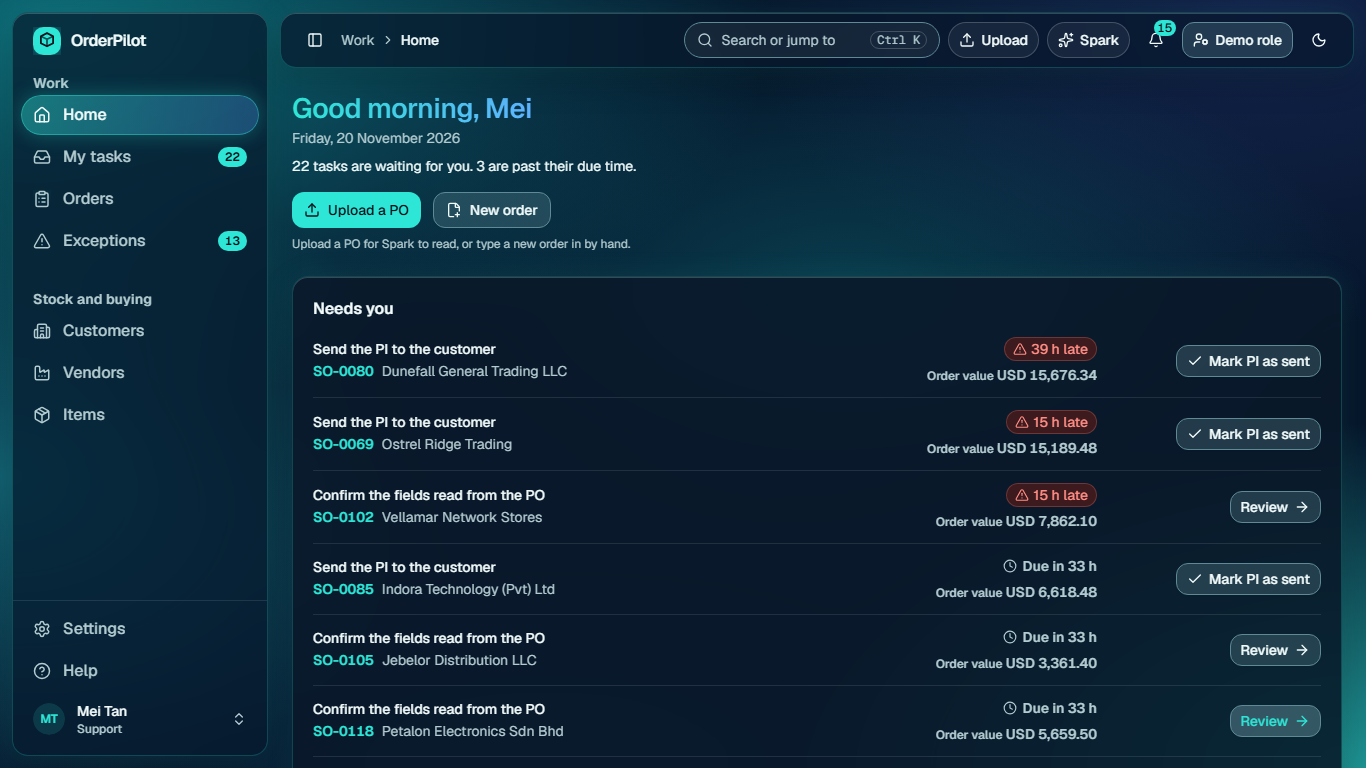 OrderPilot
Work
Home
My tasks
22
Orders
Exceptions
13
Stock and buying
Customers
Vendors
Items
Settings
Help
MT
Mei Tan
Support
Work > Home
Search or jump to
Ctrl K
Upload
Spark
15
Demo role
Good morning, Mei
Friday, 20 November 2026
22 tasks are waiting for you. 3 are past their due time.
Upload a PO
New order
Upload a PO for Spark to read, or type a new order in by hand.
Needs you
Send the PI to the customer
SO-0080 Dunefall General Trading LLC
39 h late
Order value USD 15,676.34
Mark PI as sent
Send the PI to the customer
SO-0069 Ostrel Ridge Trading
15 h late
Order value USD 15,189.48
Mark PI as sent
Confirm the fields read from the PO
SO-0102 Vellamar Network Stores
15 h late
Order value USD 7,862.10
Review
Send the PI to the customer
SO-0085 Indora Technology (Pvt) Ltd
Due in 33 h
Order value USD 6,618.48
Mark PI as sent
Confirm the fields read from the PO
SO-0105 Jebelor Distribution LLC
Due in 33 h
Order value USD 3,361.40
Review
Confirm the fields read from the PO
SO-0118 Petalon Electronics Sdn Bhd
Due in 33 h
Order value USD 5,659.50
Review